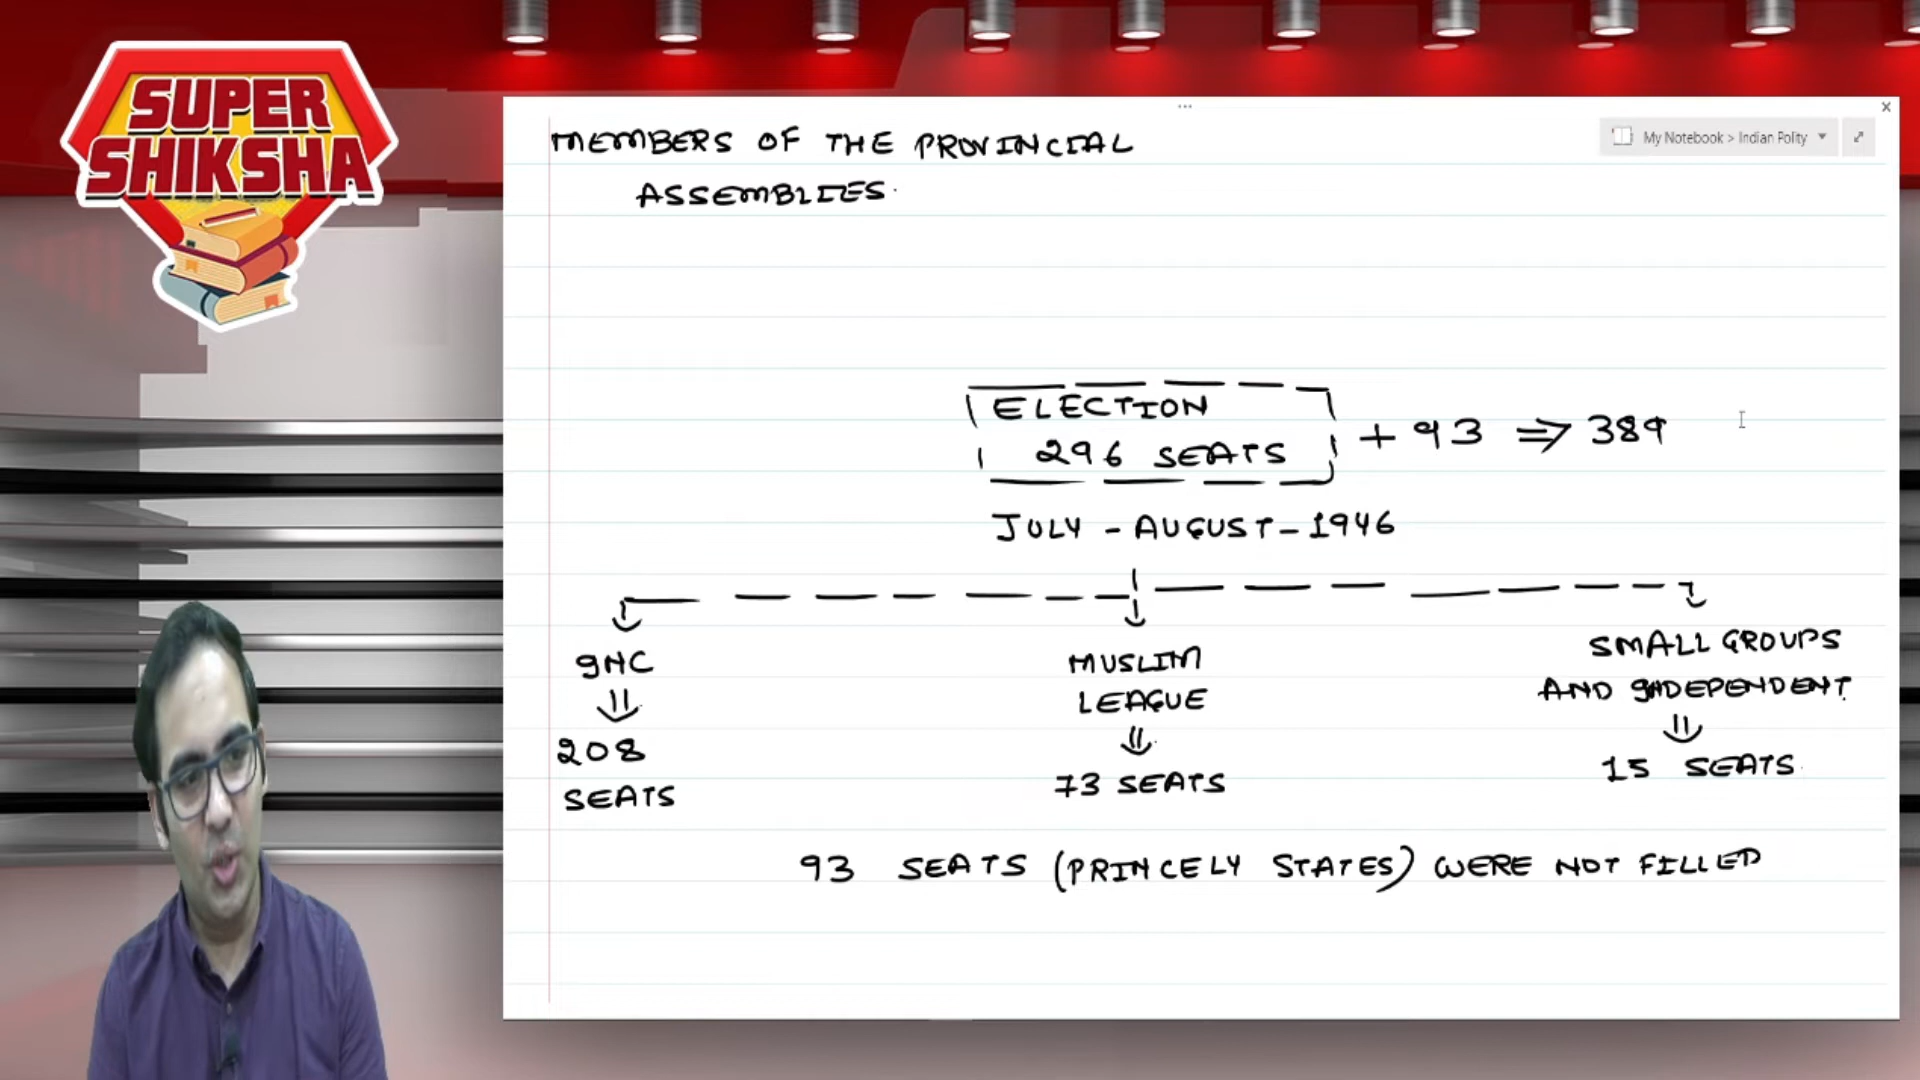 SUPER
SHIKSHA
...
My Notebook > Indian Polity
MEMBERS OF THE PROVINCIAL
ASSEMBLIES.
ELECTION
296 SEATS
+ 93 ⇒ 389
JULY - AUGUST - 1946
INC
MUSLIM
LEAGUE
SMALL GROUPS
AND INDEPENDENT.
208
SEATS
73 SEATS
15 SEATS.
93 SEATS (PRINCELY STATES) WERE NOT FILLED